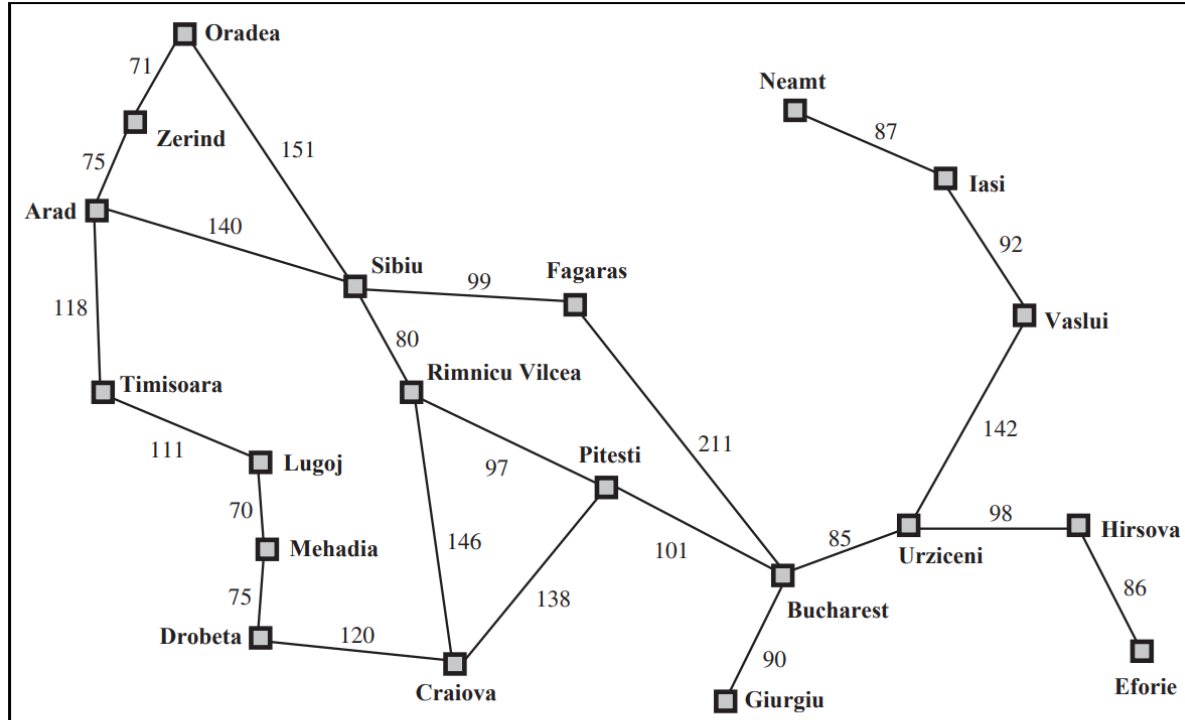 Oradea
71
Neamt
Zerind
87
151
75
Iasi
Arad
140
92
Sibiu
Fagaras
99
118
Vaslui
80
Timisoara
Rimnicu Vilcea
142
211
111
Pitesti
Lugoj
97
70
98
Hirsova
146
85
Urziceni
Mehadia
101
86
75
138
Bucharest
Drobeta
120
90
Eforie
Craiova
Giurgiu